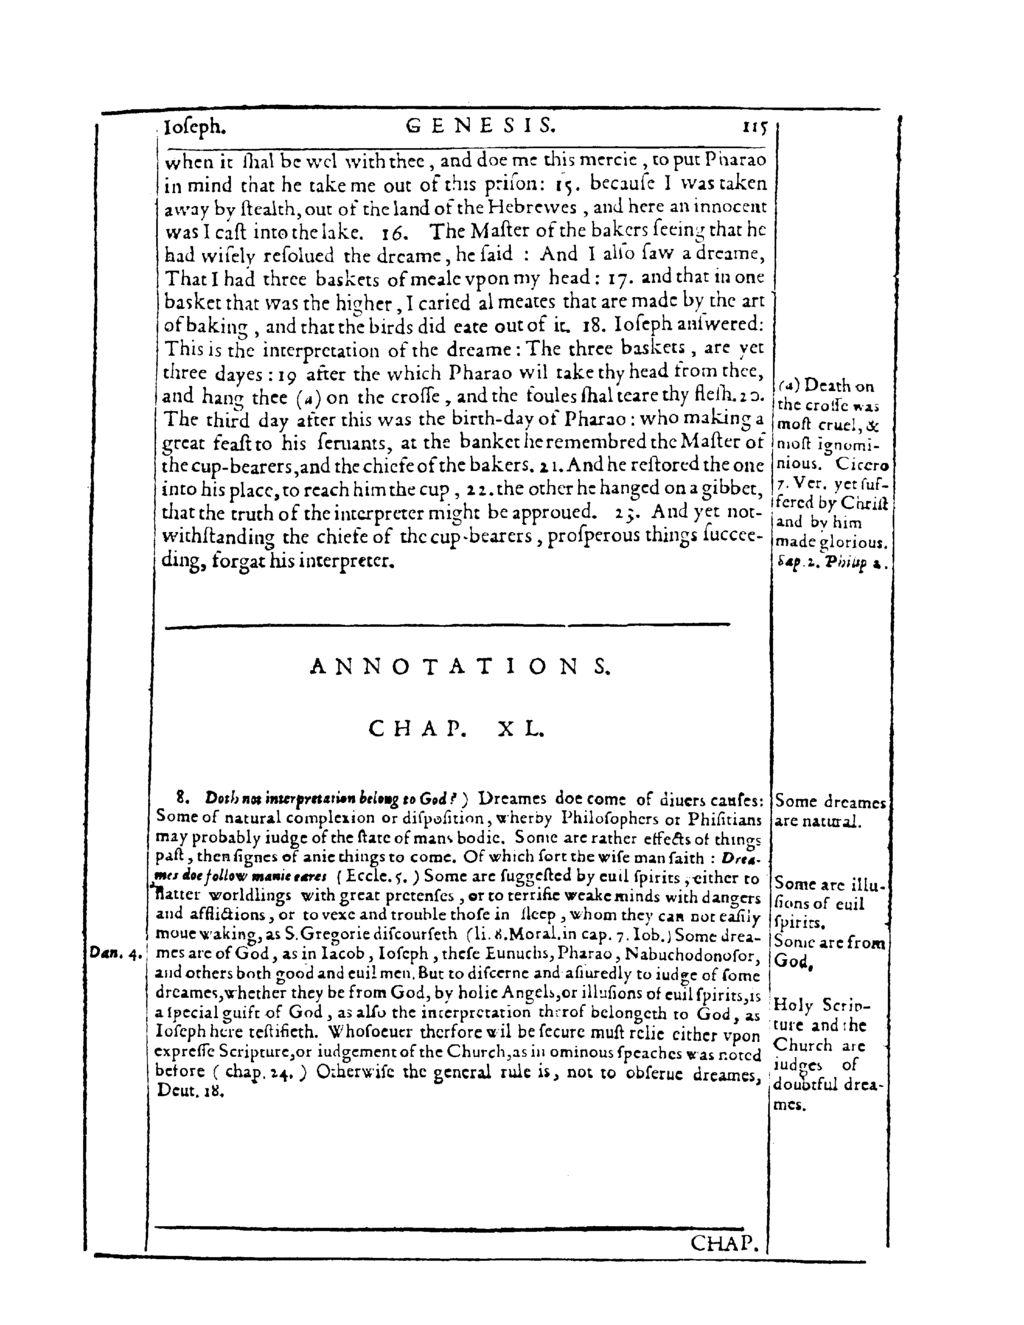 Ioſeph. GENESIS. 115
when it ſhal be wel with thee, and doe me this mercie, to put Pharao
in mind that he take me out of this priſon: 15. becauſe I was taken
away by ſtealth, out of the land of the Hebrewes, and here an innocent
was I caſt into the lake. 16. The Maſter of the bakers ſeeing that he
had wiſely reſolued the dreame, he ſaid : And I alſo ſaw a dreame,
That I had three baskets of meale vpon my head: 17. and that in one
basket that was the higher, I caried al meates that are made by the art
of baking, and that the birds did eate out of it. 18. Ioſeph anſwered:
This is the interpretation of the dreame: The three baskets, are yet
three dayes: 19 after the which Pharao wil take thy head from thee,
and hang thee (a) on the croſſe, and the foules ſhal teare thy fleſh. 20.
The third day after this was the birth-day of Pharao: who making a
great feaſt to his ſeruants, at the banket he remembred the Maſter of
the cup-bearers, and the chiefe of the bakers. 21. And he reſtored the one
into his place, to reach him the cup, 22. the other he hanged on a gibbet,
that the truth of the interpreter might be approued. 23. And yet not-
withſtanding the chiefe of the cup-bearers, proſperous things ſuccee-
ding, forgat his interpreter.
(a) Death on
the croſſe was
moſt cruel, &
moſt ignomi-
nious. Cicero
7. Ver. yet ſuf-
fered by Chriſt
and by him
made glorious.
Sap. 2. Philip 2.
ANNOTATIONS.
CHAP. XL.
8. Doth not interpretation belong to God? ) Dreames doe come of diuers cauſes:
Some of natural complexion or diſpoſition, wherby Philoſophers or Phiſitians
may probably iudge of the ſtate of mans bodie. Some are rather effects of things
paſt, then ſignes of anie things to come. Of which ſort the wiſe man ſaith : Drea-
mes doe follow manie cares (Eccle. 5.) Some are ſuggeſted by euil ſpirits, either to
flatter worldlings with great pretenſes, or to terrifie weake minds with dangers
and afflictions, or to vexe and trouble thoſe in ſleep, whom they can not eaſily
moue waking, as S. Gregorie diſcourſeth (li. 8. Moral. in cap. 7. Iob.) Some drea-
mes are of God, as in Iacob, Ioſeph, theſe Eunuchs, Pharao, Nabuchodonoſor,
and others both good and euil men. But to diſcerne and aſſuredly to iudge of ſome
dreames, whether they be from God, by holie Angels, or illuſions of euil ſpirits, is
a ſpecial guift of God, as alſo the interpretation therof belongeth to God, as
Ioſeph here teſtifieth. Whoſoeuer therfore wil be ſecure muſt relie either vpon
expreſſe Scripture, or iudgement of the Church, as in ominous ſpeaches was noted
before ( chap. 24. ) Otherwiſe the general rule is, not to obſerue dreames,
Deut. 18.
Dan. 4.
Some dreames
are natural.
Some are illu-
ſions of euil
ſpirits.
Some are from
God,
Holy Scrip-
ture and the
Church are
iudges of
doubtful drea-
mes.
CHAP.